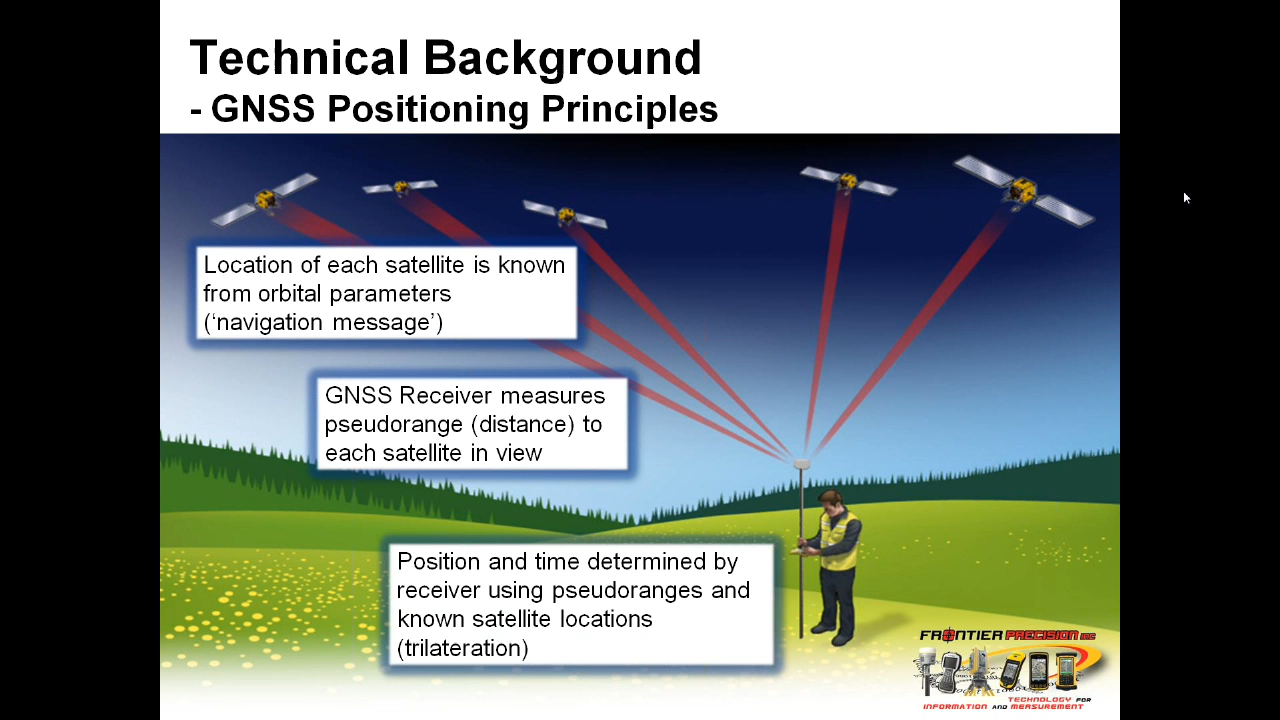 Technical Background
- GNSS Positioning Principles
Location of each satellite is known
from orbital parameters
(‘navigation message’)
GNSS Receiver measures
pseudorange (distance) to
each satellite in view
Position and time determined by
receiver using pseudoranges and
known satellite locations
(trilateration)
FRONTIER PRECISION INC
TECHNOLOGY FOR
INFORMATION AND MEASUREMENT